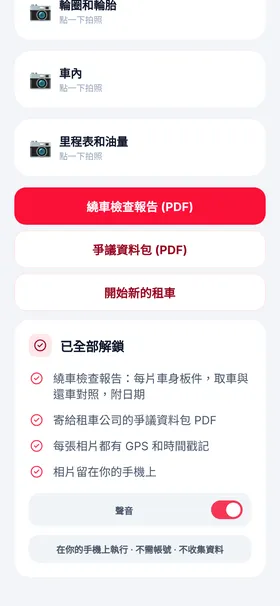 輪圈和輪胎
點一下拍照
車內
點一下拍照
里程表和油量
點一下拍照
繞車檢查報告 (PDF)
爭議資料包 (PDF)
開始新的租車
已全部解鎖
繞車檢查報告：每片車身板件，取車與
還車對照，附日期
寄給租車公司的爭議資料包 PDF
每張相片都有 GPS 和時間戳記
相片留在你的手機上
聲音
在你的手機上執行 · 不需帳號 · 不收集資料